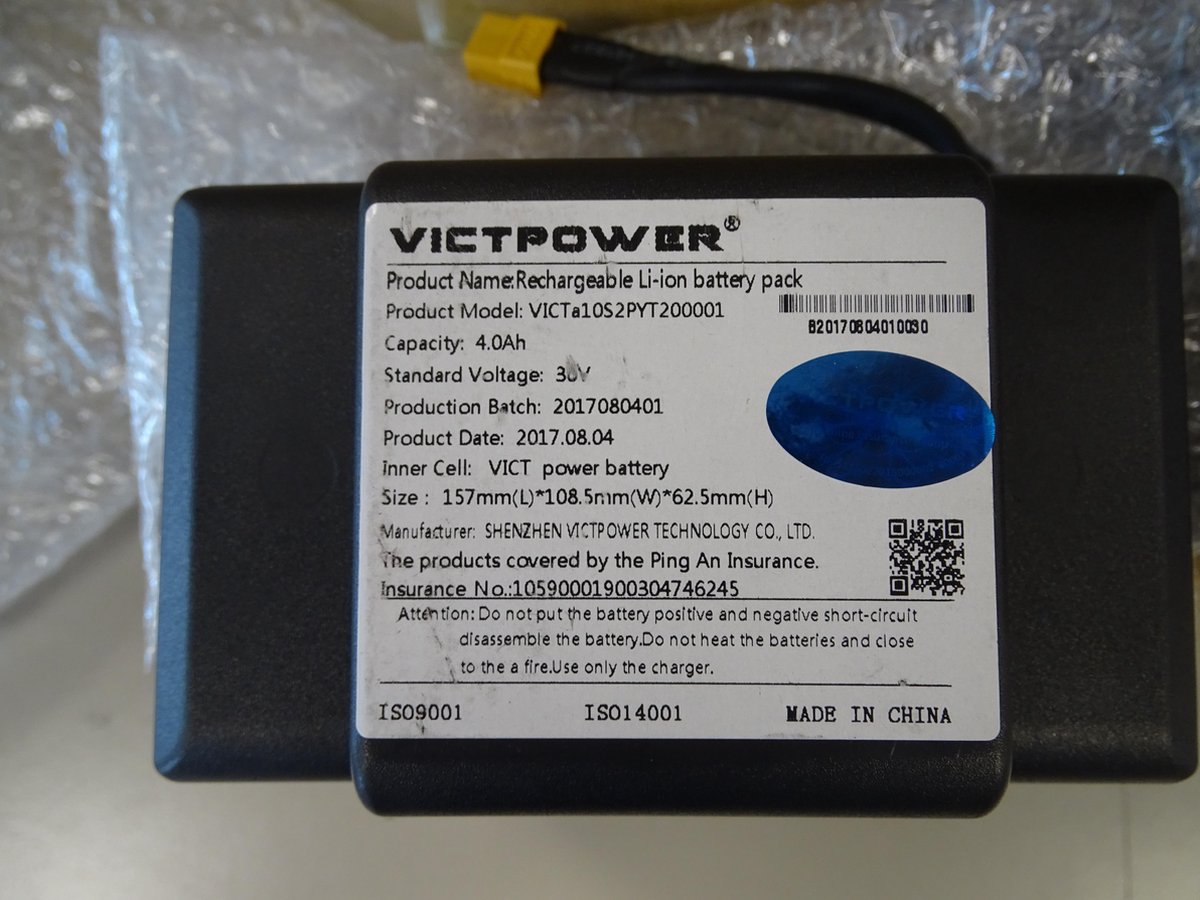 VICTPOWER®
Product Name:Rechargeable Li-ion battery pack
Product Model: VICTa10S2PYT200001
B20170804010030
Capacity: 4.0Ah
Standard Voltage:
Production Batch: 2017080401
Product Date: 2017.08.04
Inner Cell: VICT power battery
Size : 157mm(L)*108.5mm(W)*62.5mm(H)
Manufacturer: SHENZHEN VICTPOWER TECHNOLOGY CO., LTD.
The products covered by the Ping An Insurance.
Insurance No.:10590001900304746245
Attention: Do not put the battery positive and negative short-circuit
disassemble the battery.Do not heat the batteries and close
to the a fire.Use only the charger.
ISO9001 ISO14001 MADE IN CHINA